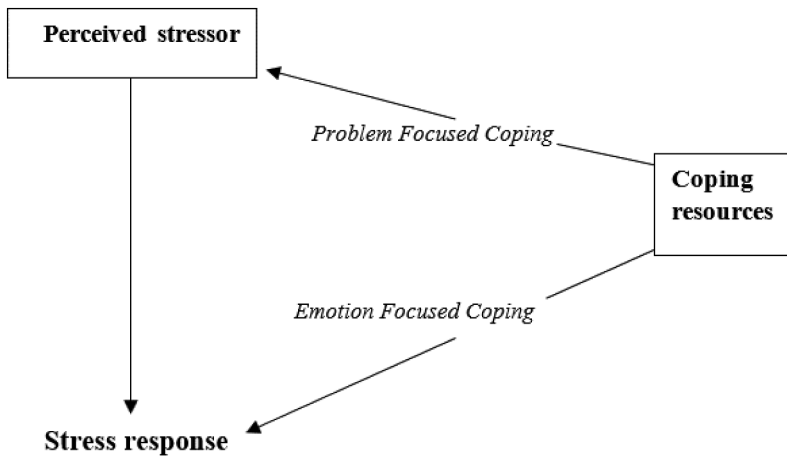 Perceived stressor
Problem Focused Coping
Coping
resources
Emotion Focused Coping
Stress response